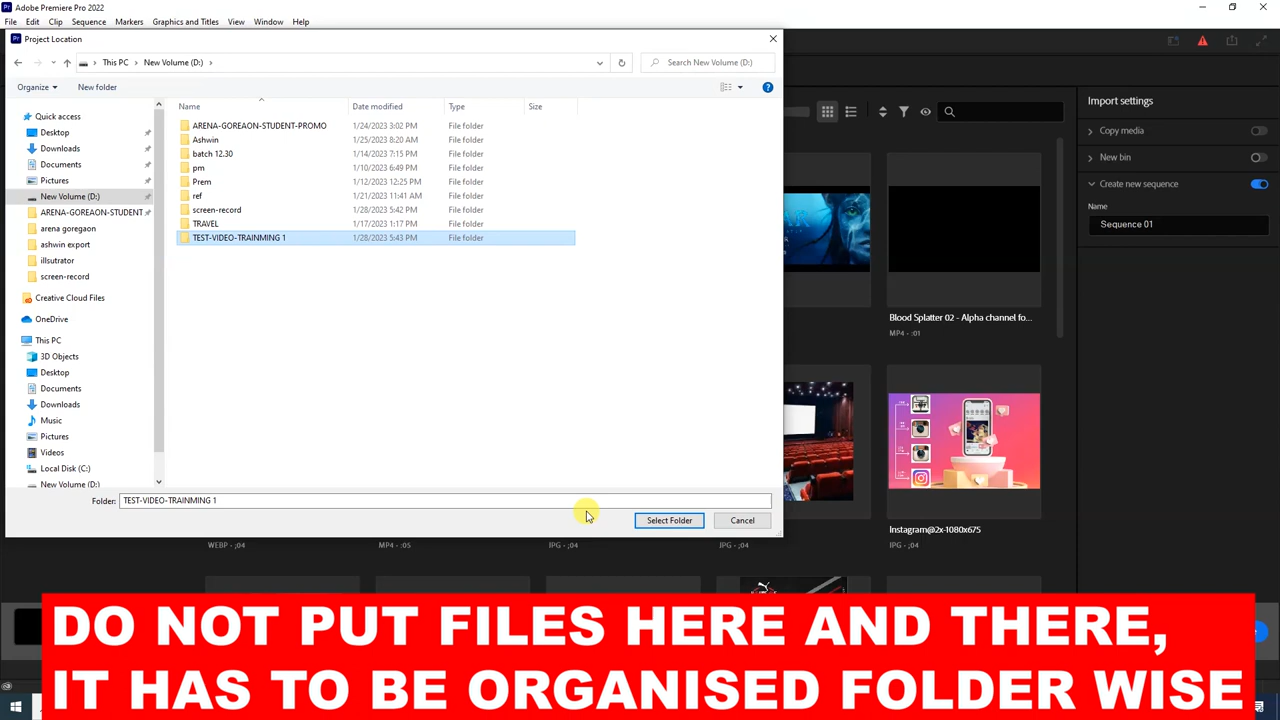 Adobe Premiere Pro 2022
File Edit Clip Sequence Markers Graphics and Titles View Window Help
Project Location
This PC > New Volume (D:) >
Search New Volume (D:)
Organize
New folder
Name Date modified Type Size
Quick access
Desktop
Downloads
Documents
Pictures
New Volume (D:)
ARENA-GOREAON-STUDENT
arena goregaon
ashwin export
illsutrator
screen-record
Creative Cloud Files
OneDrive
This PC
3D Objects
Desktop
Documents
Downloads
Music
Pictures
Videos
Local Disk (C:)
New Volume (D:)
ARENA-GOREAON-STUDENT-PROMO 1/24/2023 3:02 PM File folder
Ashwin 1/25/2023 8:20 AM File folder
batch 12.30 1/14/2023 7:15 PM File folder
pm 1/10/2023 6:49 PM File folder
Prem 1/12/2023 12:25 PM File folder
ref 1/21/2023 11:41 AM File folder
screen-record 1/28/2023 5:42 PM File folder
TRAVEL 1/17/2023 1:17 PM File folder
TEST-VIDEO-TRAINMING 1 1/28/2023 5:43 PM File folder
Folder: TEST-VIDEO-TRAINMING 1
Select Folder Cancel
Import settings
Copy media
New bin
Create new sequence
Name
Sequence 01
Blood Splatter 02 - Alpha channel fo...
MP4 - :01
Instagram@2x-1080x675
JPG - ;04
WEBP - ;04
MP4 - :05
JPG - ;04
JPG - ;04
DO NOT PUT FILES HERE AND THERE,
IT HAS TO BE ORGANISED FOLDER WISE